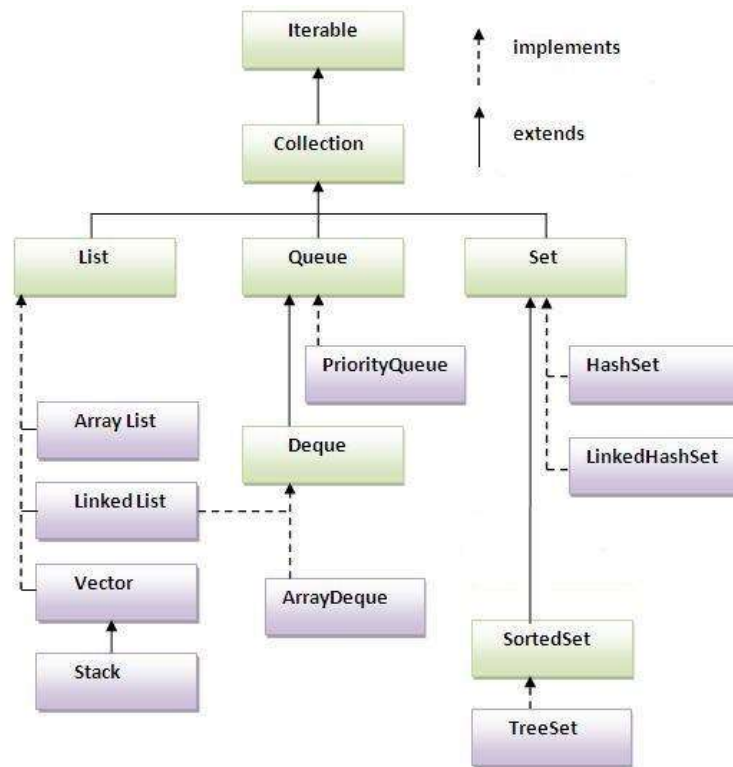 Iterable
implements
extends
Collection
List
Queue
Set
PriorityQueue
HashSet
Array List
Deque
LinkedHashSet
Linked List
Vector
ArrayDeque
SortedSet
Stack
TreeSet